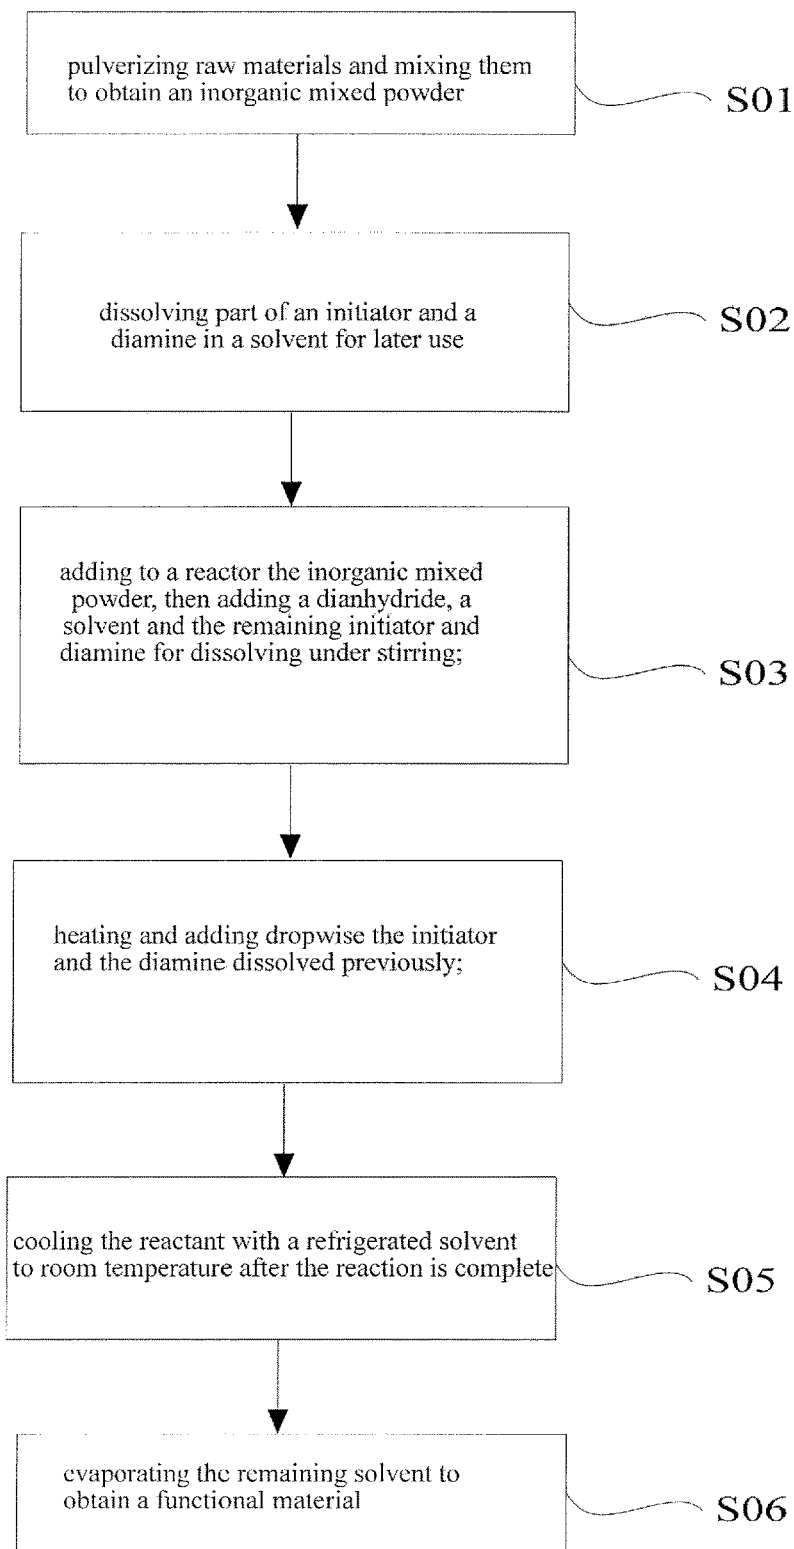 pulverizing raw materials and mixing them
to obtain an inorganic mixed powder
S01
dissolving part of an initiator and a
diamine in a solvent for later use
S02
adding to a reactor the inorganic mixed
powder, then adding a dianhydride, a
solvent and the remaining initiator and
diamine for dissolving under stirring;
S03
heating and adding dropwise the initiator
and the diamine dissolved previously;
S04
cooling the reactant with a refrigerated solvent
to room temperature after the reaction is complete
S05
evaporating the remaining solvent to
obtain a functional material
S06